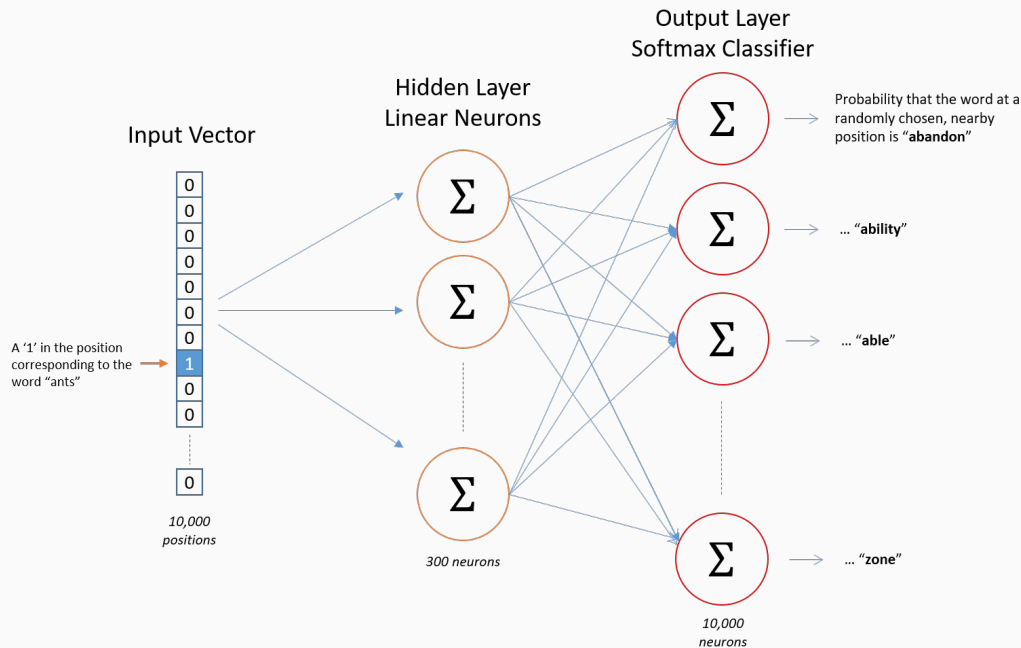 Output Layer
Softmax Classifier
Hidden Layer
Linear Neurons
Input Vector
Probability that the word at a
randomly chosen, nearby
position is “abandon”
0
0
0
0
0
0
0
1
0
0
0
A ‘1’ in the position
corresponding to the
word “ants”
10,000
positions
Σ
Σ
Σ
300 neurons
Σ
Σ
Σ
Σ
10,000
neurons
... “ability”
... “able”
... “zone”